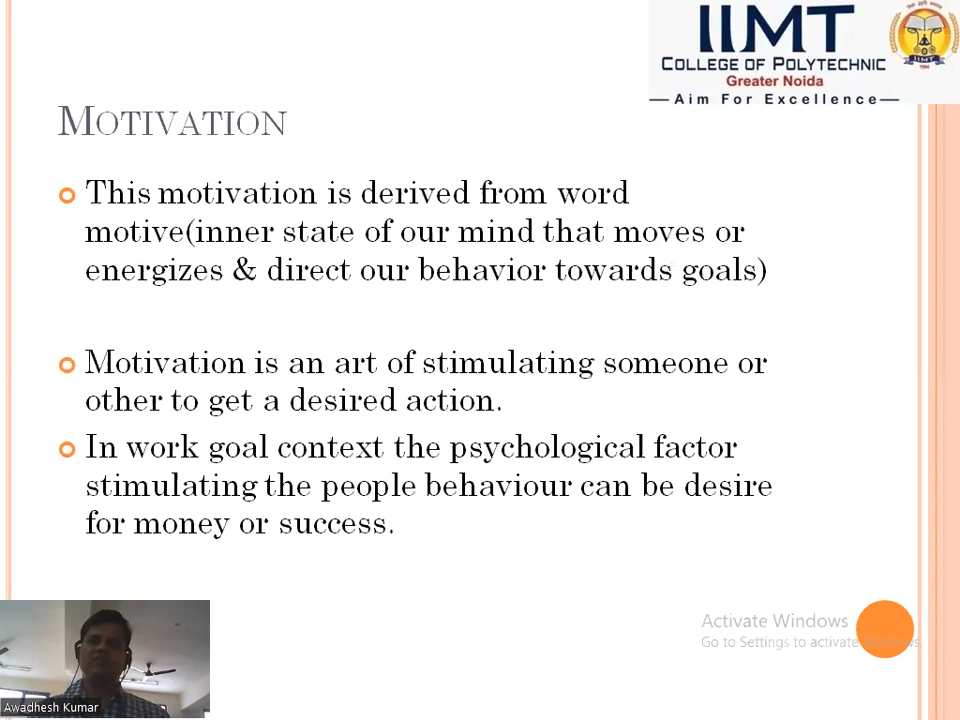 IIMT
COLLEGE OF POLYTECHNIC
Greater Noida
—Aim For Excellence—
IIMT
MOTIVATION
This motivation is derived from word
motive(inner state of our mind that moves or
energizes & direct our behavior towards goals)
Motivation is an art of stimulating someone or
other to get a desired action.
In work goal context the psychological factor
stimulating the people behaviour can be desire
for money or success.
Activate Windows
Go to Settings to activate Windows.
Awadhesh Kumar